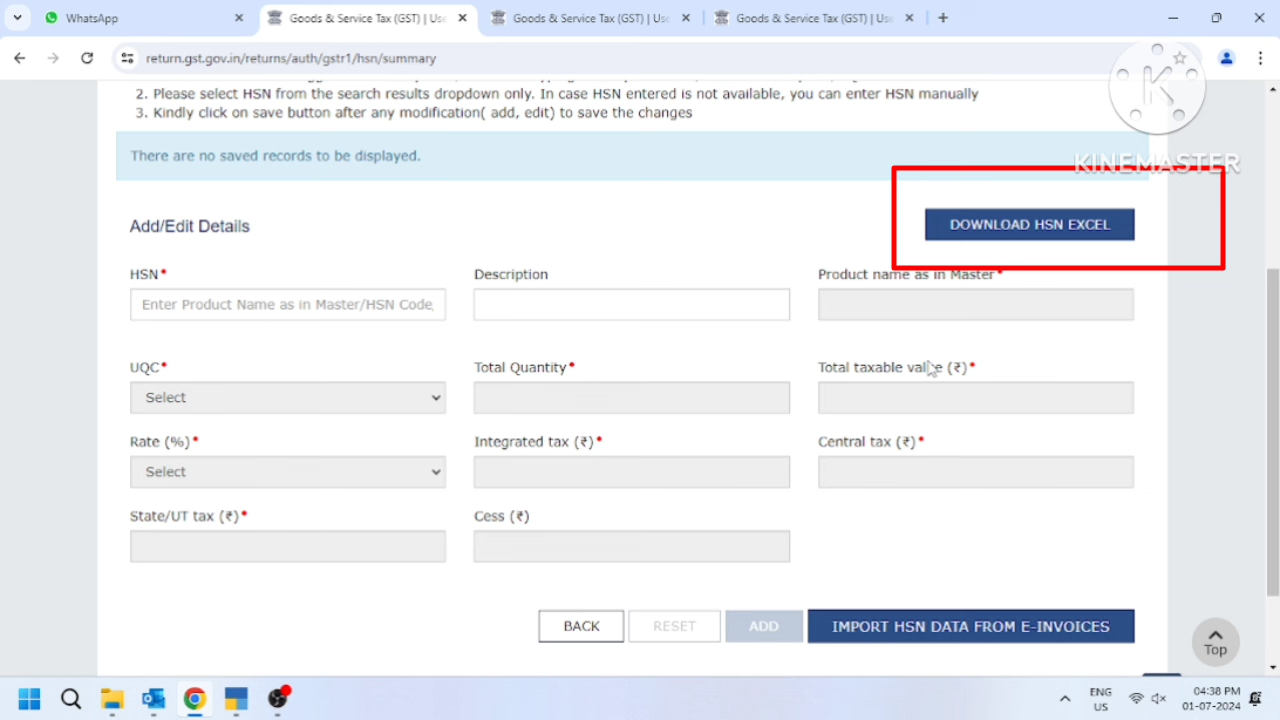 WhatsApp
Goods & Service Tax (GST) | Use
Goods & Service Tax (GST) | Use
Goods & Service Tax (GST) | Use
return.gst.gov.in/returns/auth/gstr1/hsn/summary
2. Please select HSN from the search results dropdown only. In case HSN entered is not available, you can enter HSN manually
3. Kindly click on save button after any modification( add, edit) to save the changes
K
KINEMASTER
There are no saved records to be displayed.
Add/Edit Details
DOWNLOAD HSN EXCEL
HSN• Description Product name as in Master•
Enter Product Name as in Master/HSN Code,
UQC• Total Quantity• Total taxable value (₹)•
Select
Rate (%)• Integrated tax (₹)• Central tax (₹)•
Select
State/UT tax (₹)• Cess (₹)
BACK RESET ADD IMPORT HSN DATA FROM E-INVOICES
Top
ENG 04:38 PM
US 01-07-2024